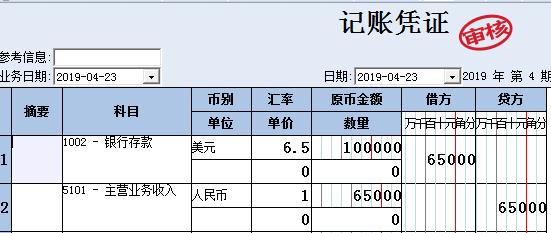 记账凭证
审核
参考信息:
业务日期: 2019-04-23 日期: 2019-04-23 2019 年 第 4 期
摘要 科目 币别 汇率 原币金额 借方 贷方
单位 单价 数量 万千百十元角分 万千百十元角分
1 1002 - 银行存款 美元 6.5 100000 65000
0 0
2 5101 - 主营业务收入 人民币 1 65000 65000
0 0